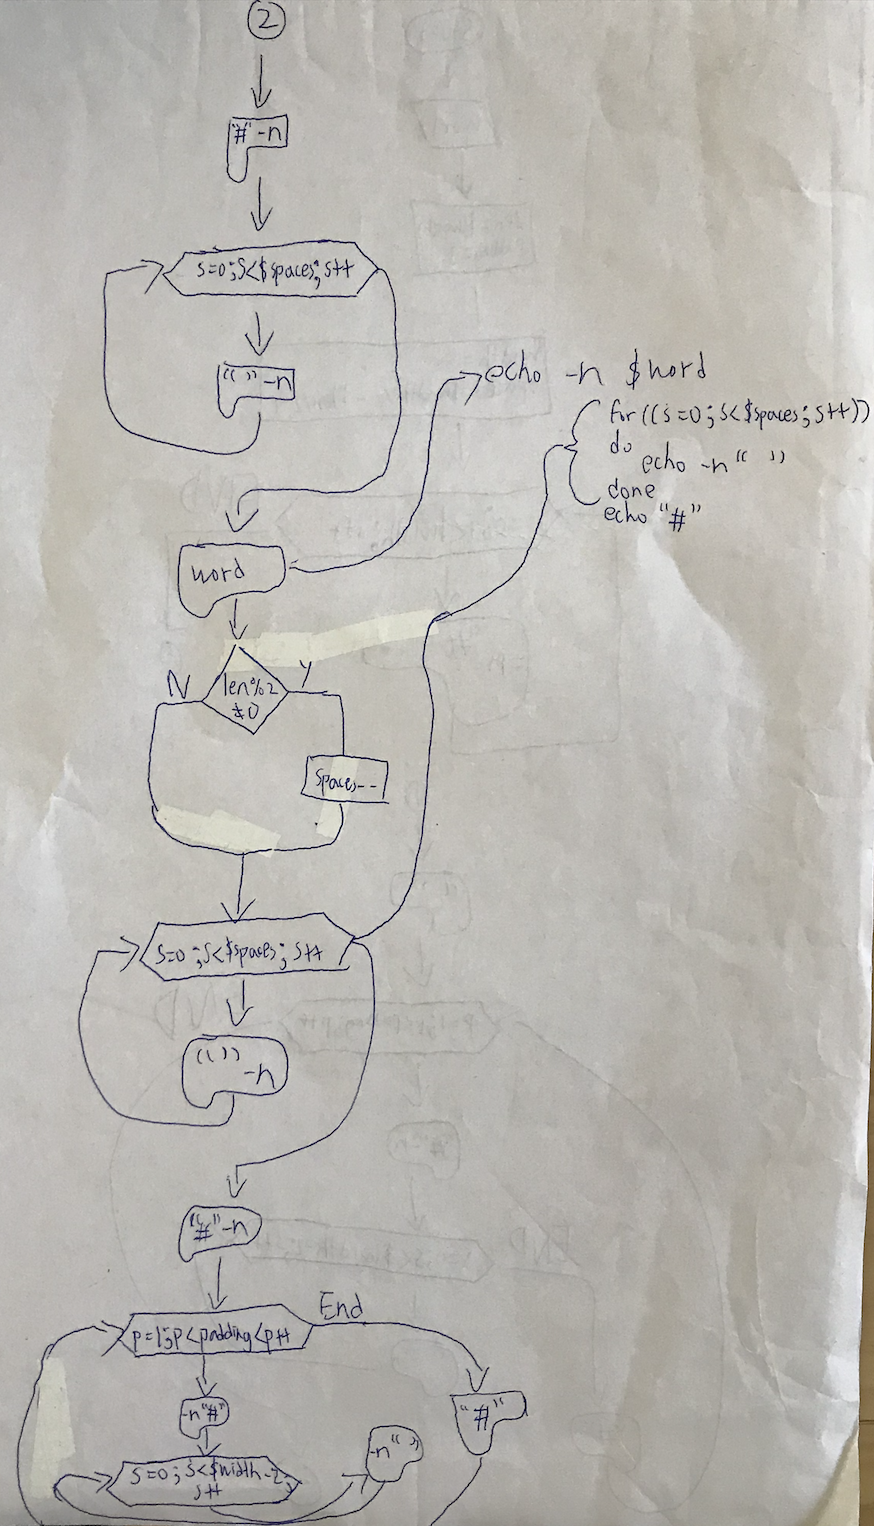 2
"#" -n
s=0;s<$spaces;s++
" " -n
echo -n $word
for((s=0;s<$spaces;s++))
do
echo -n " "
done
echo "#"
word
len%2
≠0
N
Y
spaces--
s=0;s<$spaces;s++
" " -n
"#" -n
p=1;p<padding<p++
End
-n "#"
"#"
-n " "
s=0;s<$width-2;
s++